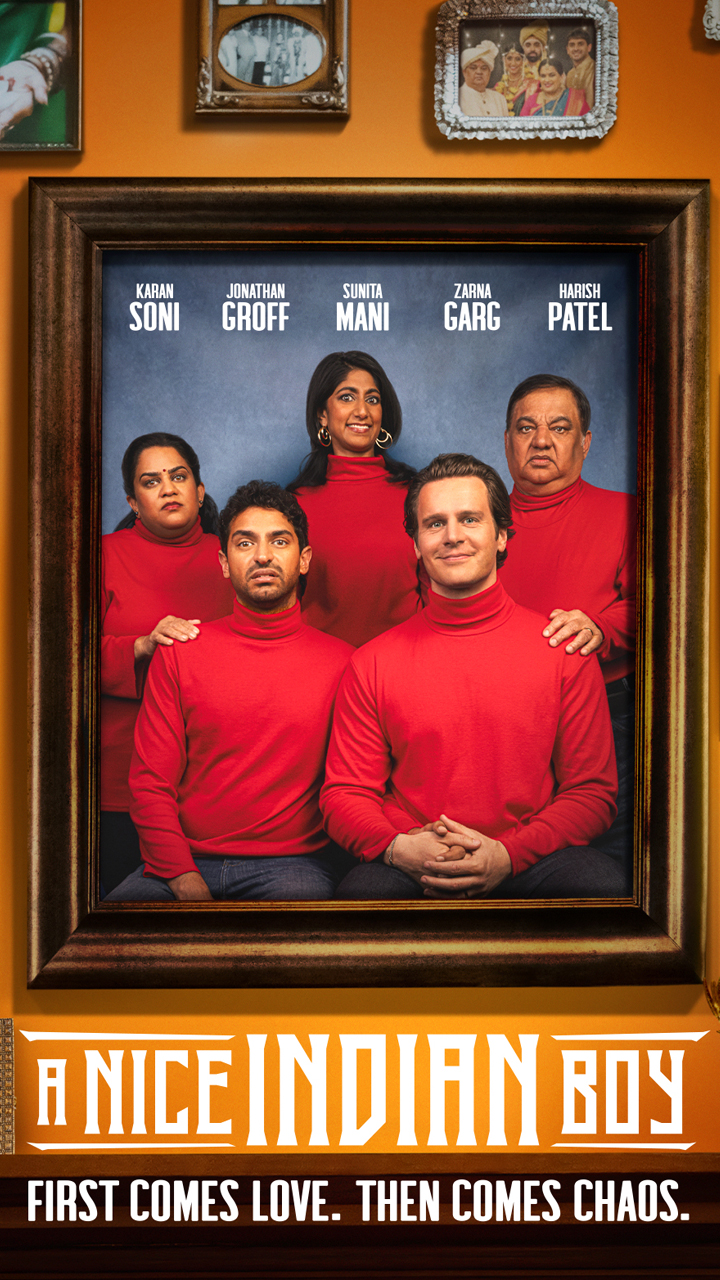 KARAN SONI
JONATHAN GROFF
SUNITA MANI
ZARNA GARG
HARISH PATEL
A NICE INDIAN BOY
FIRST COMES LOVE. THEN COMES CHAOS.